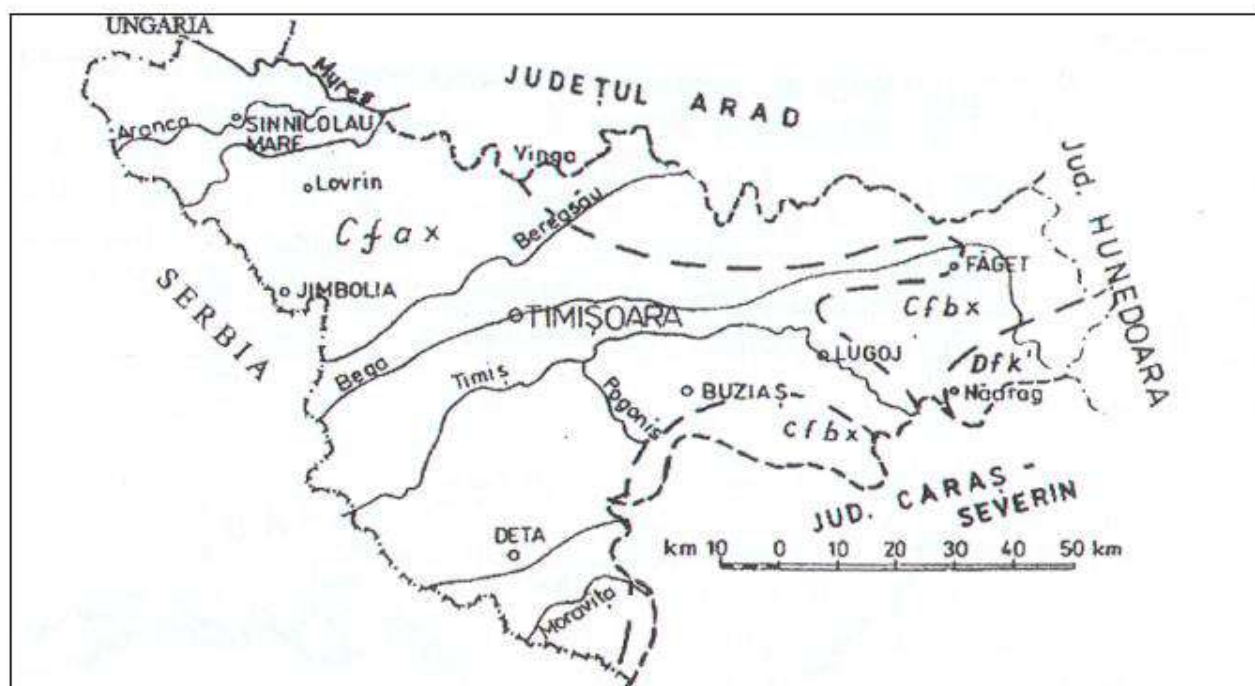 UNGARIA
Mureș
JUDEȚUL ARAD
Aranca
SINNICOLAU
MARE
Vinga
Lovrin
Beregsău
Cfax
Jud. HUNEDOARA
FĂGET
JIMBOLIA
SERBIA
TIMIȘOARA
Cfbx
Bega
Timiș
LUGOJ
Dfk'
Pogoniș
BUZIAȘ
Nădrag
Cfbx
JUD. CARAȘ-
SEVERIN
DETA
km 10 0 10 20 30 40 50 km
Moravița